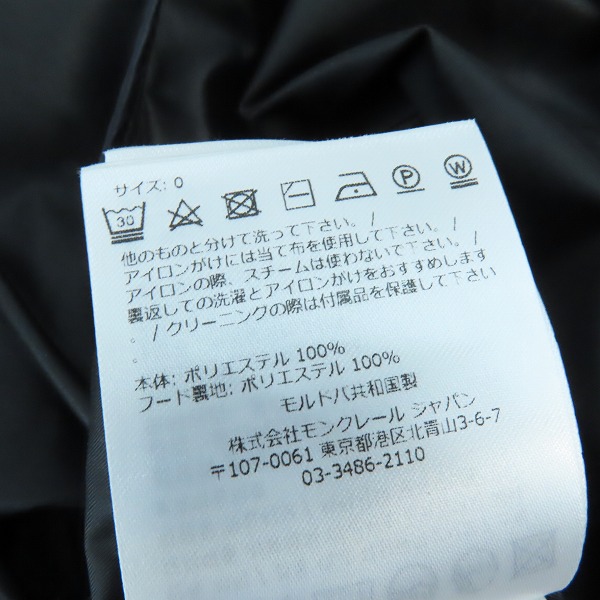 サイズ: 0
30 P W
他のものと分けて洗って下さい。/
アイロンがけには当て布を使用して下さい。/
アイロンの際、スチームは使わないで下さい。/
裏返しての洗濯とアイロンがけをおすすめします
。/ クリーニングの際は付属品を保護して下さい
。
本体: ポリエステル 100%
フード裏地: ポリエステル 100%
モルドバ共和国製
株式会社モンクレール ジャパン
〒107-0061 東京都港区北青山3-6-7
03-3486-2110